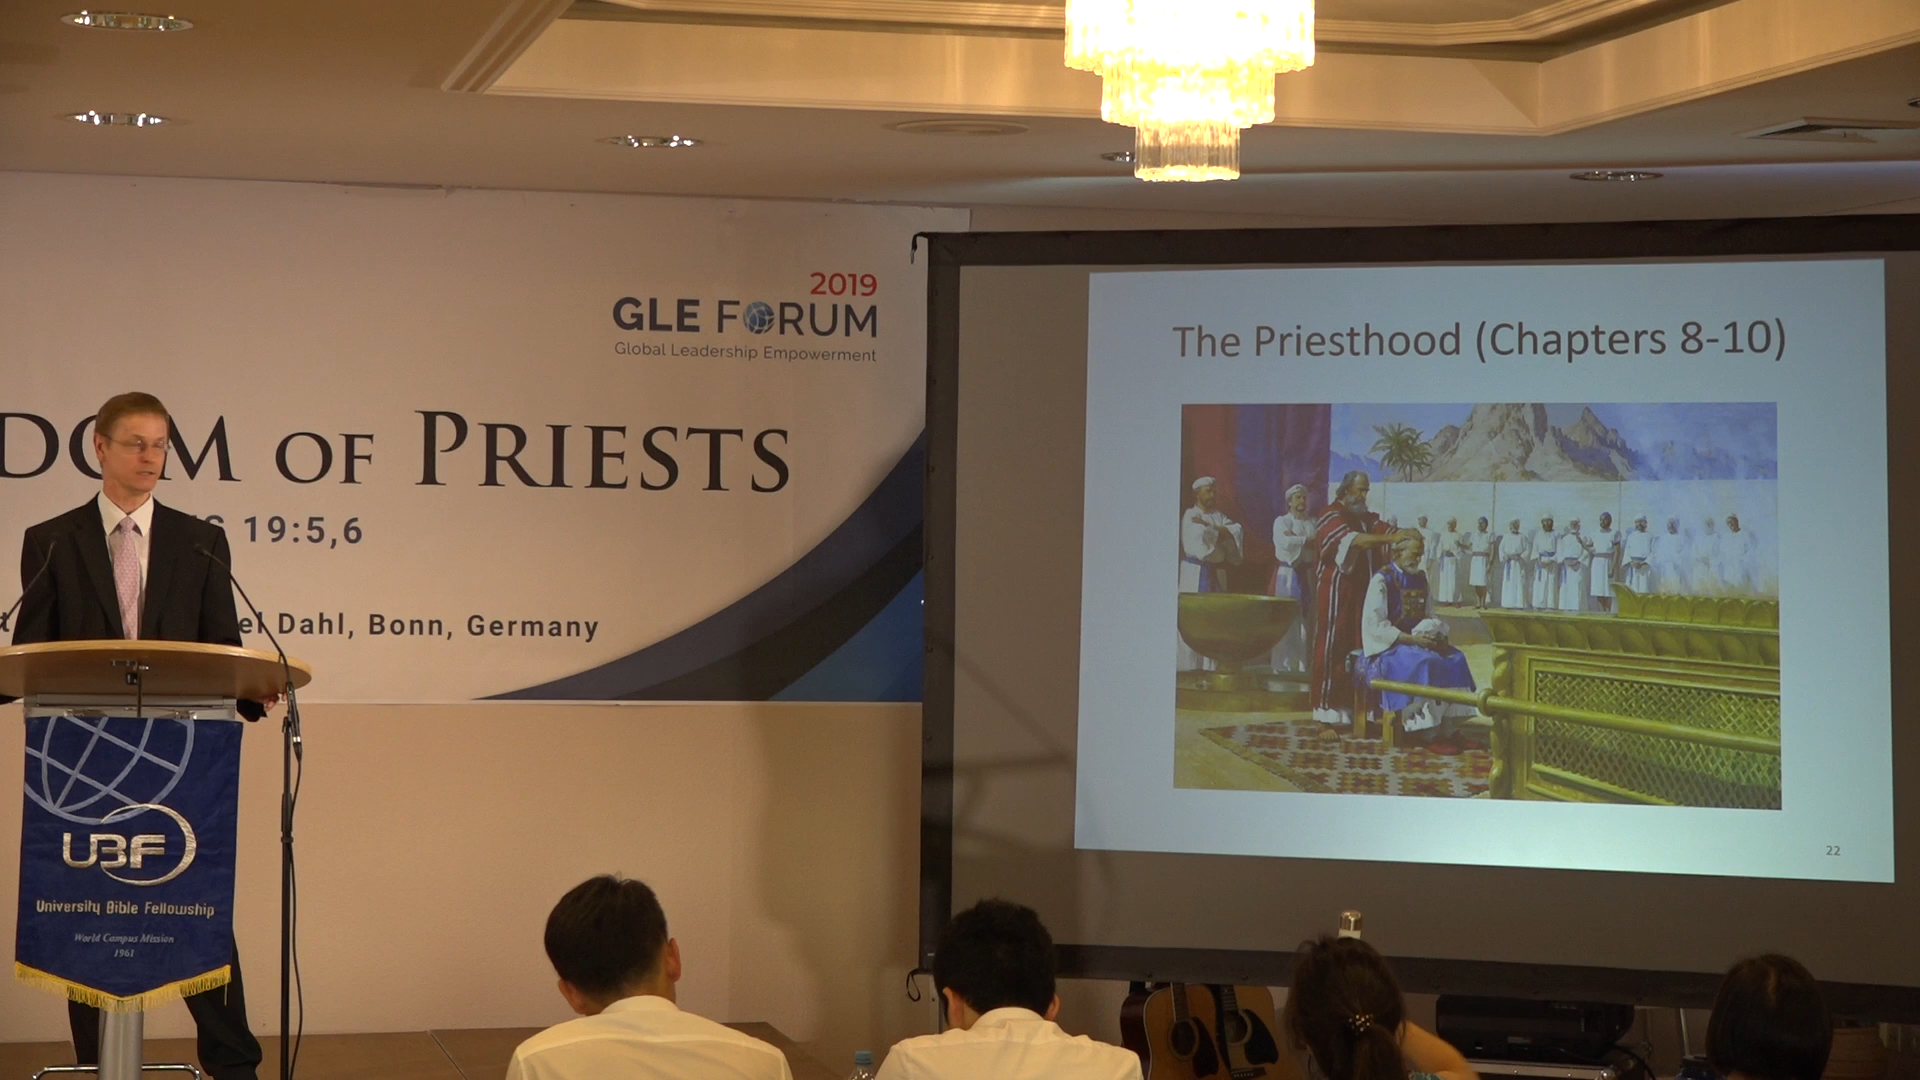 2019
GLE FORUM
Global Leadership Empowerment
DOM OF PRIESTS
19:5,6
el Dahl, Bonn, Germany
UBF
University Bible Fellowship
World Campus Mission
1961
The Priesthood (Chapters 8-10)
22